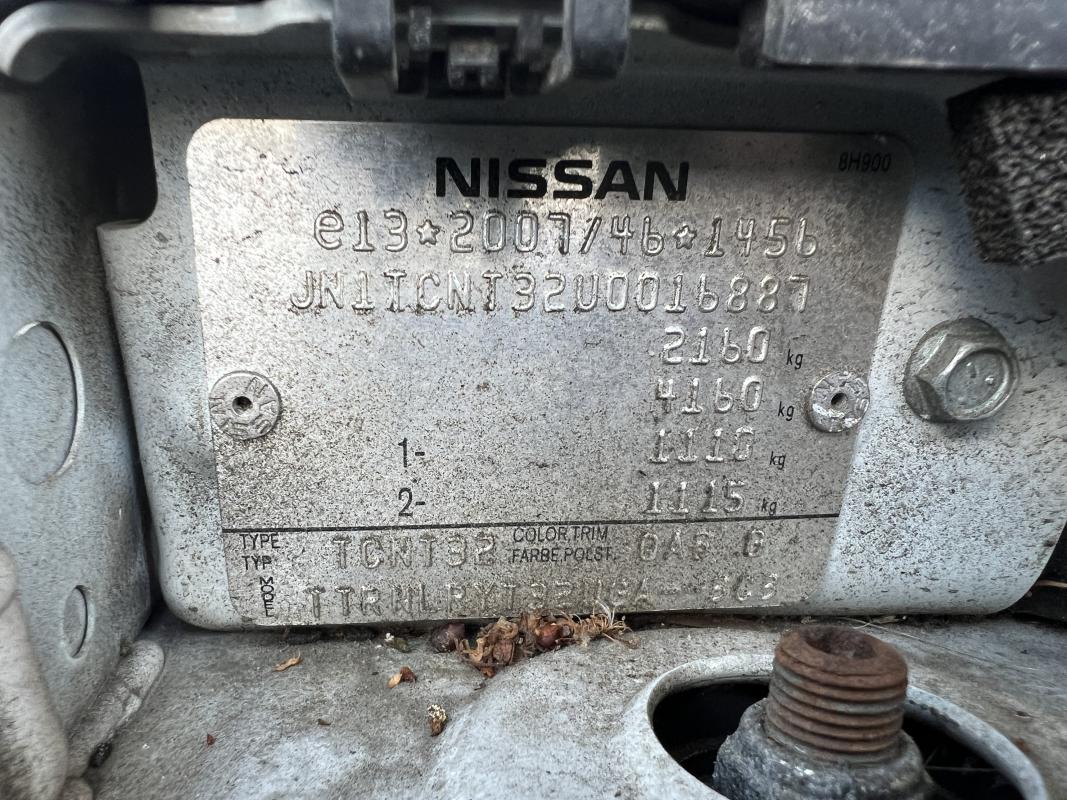 NISSAN
8H900
e13*2007/46*1456
JN1TCNT32U0016887
2160 kg
4160 kg
1- 1110 kg
2- 1115 kg
TYPE TCNT32 COLOR.TRIM
TYP FARBE.POLST.
MODEL